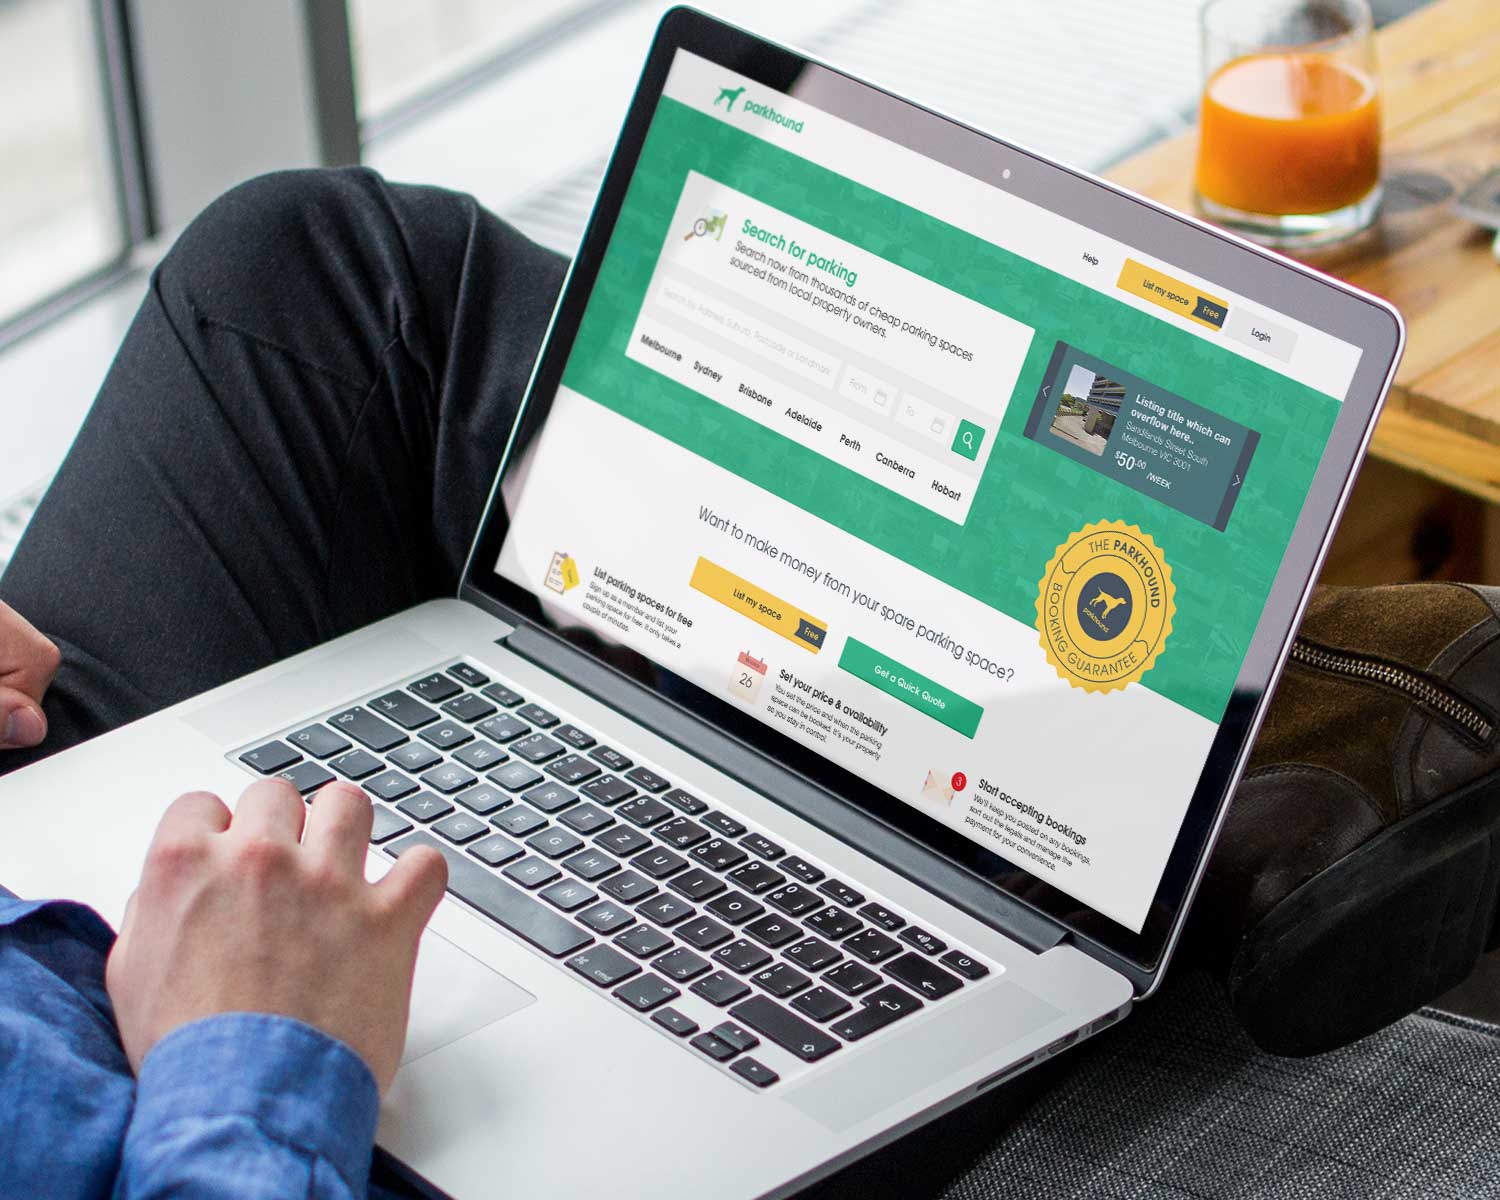 parkhound
Help
List my space
Free
Login
Search for parking
Search now from thousands of cheap parking spaces
sourced from local property owners.
Search by Address, Suburb, Postcode or Landmark
From
To
Melbourne
Sydney
Brisbane
Adelaide
Perth
Canberra
Hobart
Listing title which can
overflow here..
Sandilands Street South
Melbourne VIC 3001
$50.00 /WEEK
THE PARKHOUND
BOOKING GUARANTEE
parkhound
Want to make money from your spare parking space?
List my space
Free
Get a Quick Quote
List parking spaces for free
Sign up as a member and list your
parking space for free. It only takes a
couple of minutes.
26
Set your price & availability
You set the price and when the parking
space can be booked. It's your property
so you stay in control.
3
Start accepting bookings
We'll keep you posted on any bookings,
sort out the legals and manage the
payment for your convenience.